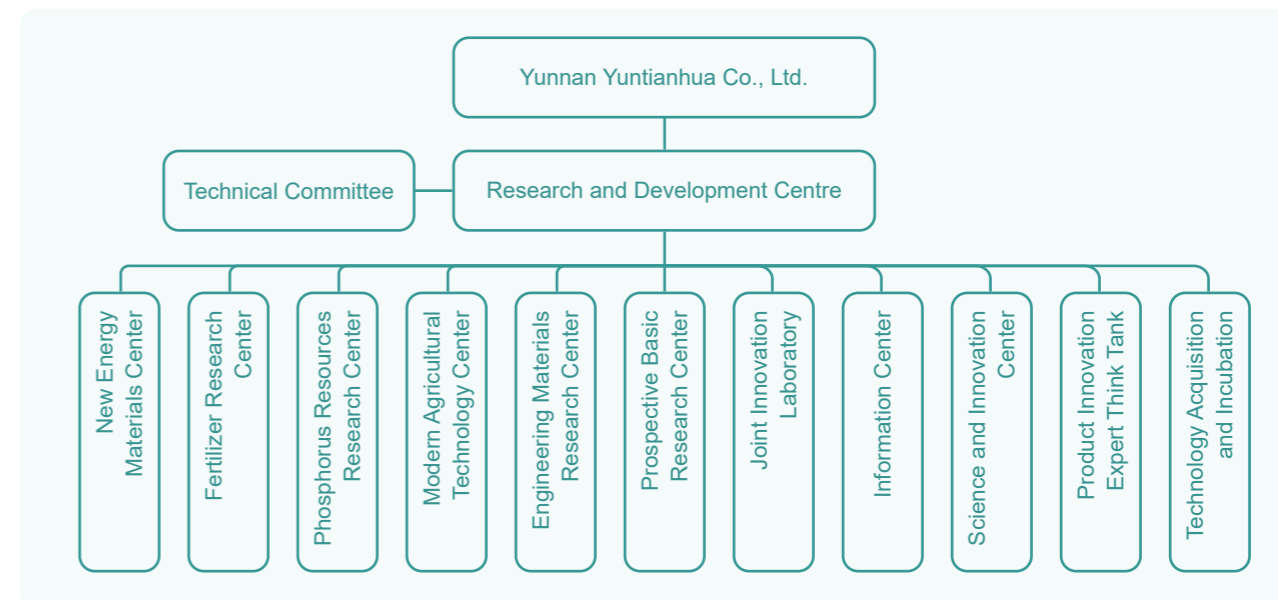 Yunnan Yuntianhua Co., Ltd.
Technical Committee
Research and Development Centre
New Energy
Materials Center
Fertilizer Research
Center
Phosphorus Resources
Research Center
Modern Agricultural
Technology Center
Engineering Materials
Research Center
Prospective Basic
Research Center
Joint Innovation
Laboratory
Information Center
Science and Innovation
Center
Product Innovation
Expert Think Tank
Technology Acquisition
and Incubation